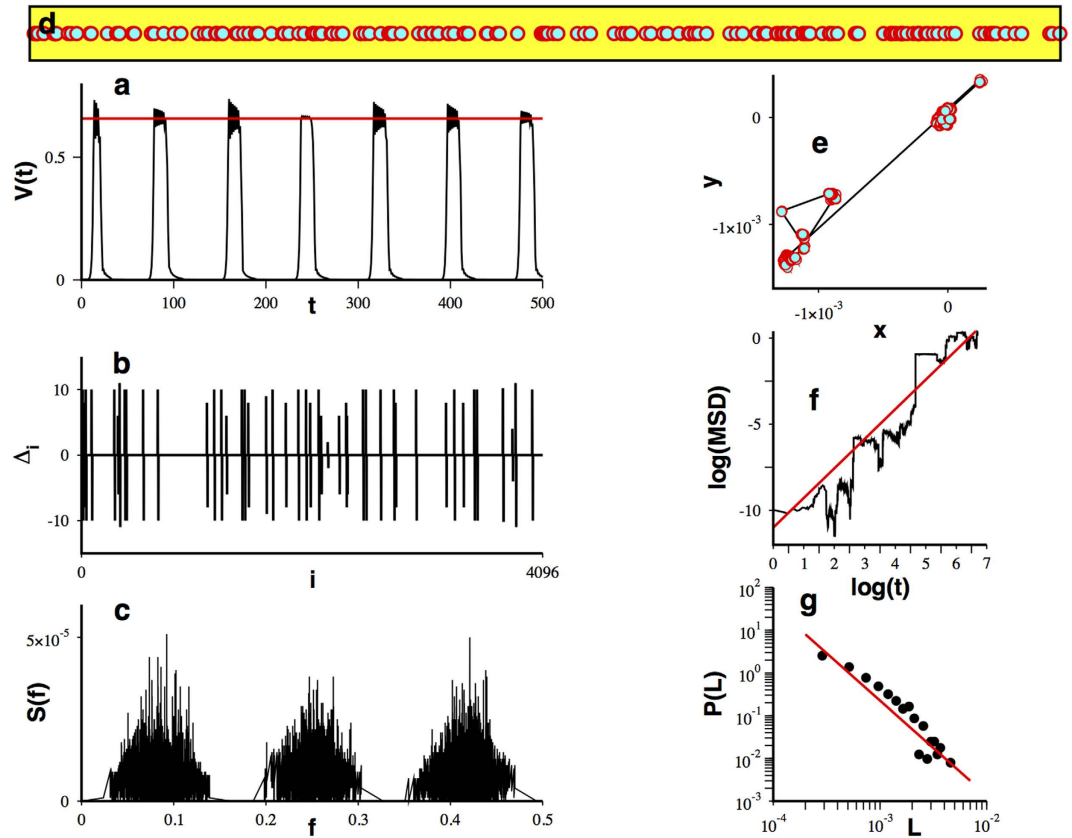 d
a
V(t)
0.5
0
0
100
200
300
400
500
t
b
Δi
10
0
-10
0
4096
i
c
S(f)
5×10-5
0
0
0.1
0.2
0.3
0.4
0.5
f
e
y
0
-1×10-3
-1×10-3
0
x
f
log(MSD)
0
-5
-10
0
1
2
3
4
5
6
7
log(t)
g
P(L)
10²
10¹
10⁰
10⁻¹
10⁻²
10⁻³
10⁻⁴
10⁻³
10⁻²
L